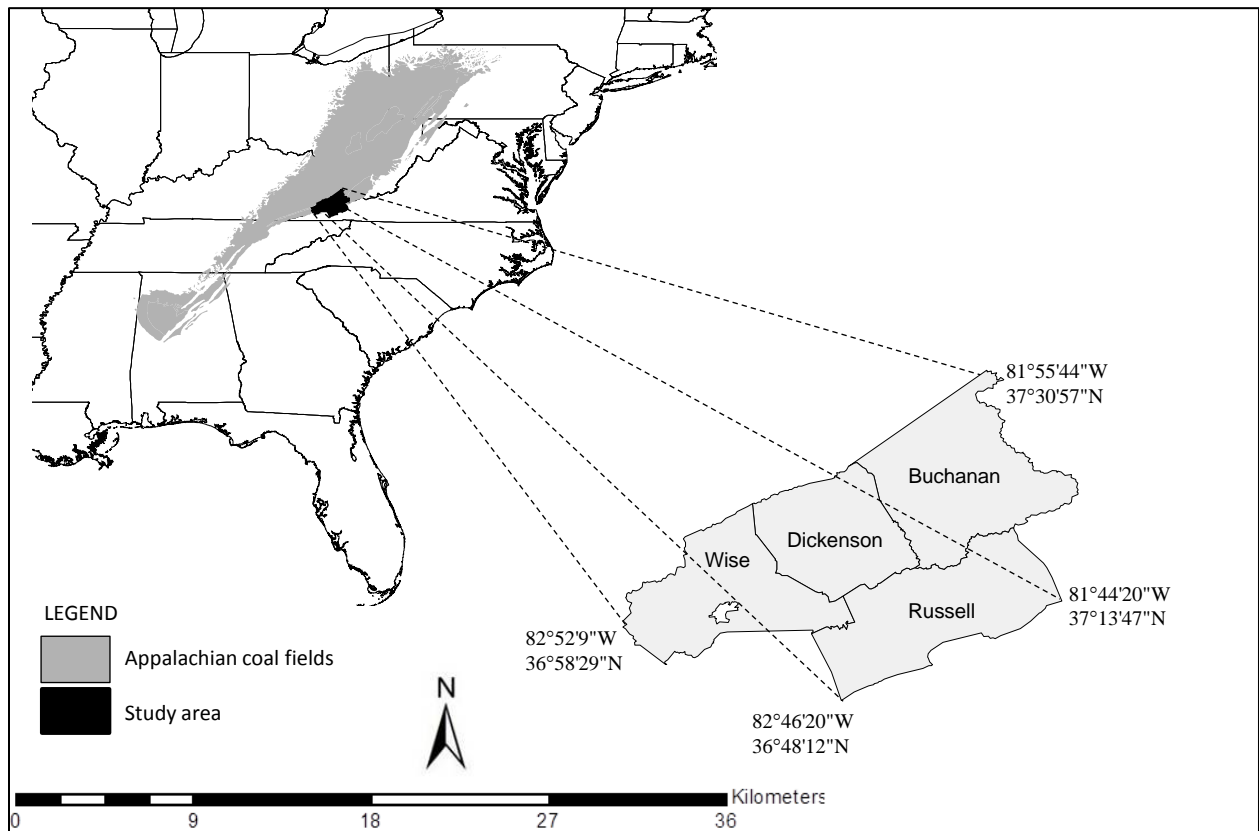 81°55'44"W
37°30'57"N
Buchanan
Dickenson
Wise
Russell
81°44'20"W
37°13'47"N
82°52'9"W
36°58'29"N
82°46'20"W
36°48'12"N
LEGEND
Appalachian coal fields
Study area
N
Kilometers
0 9 18 27 36